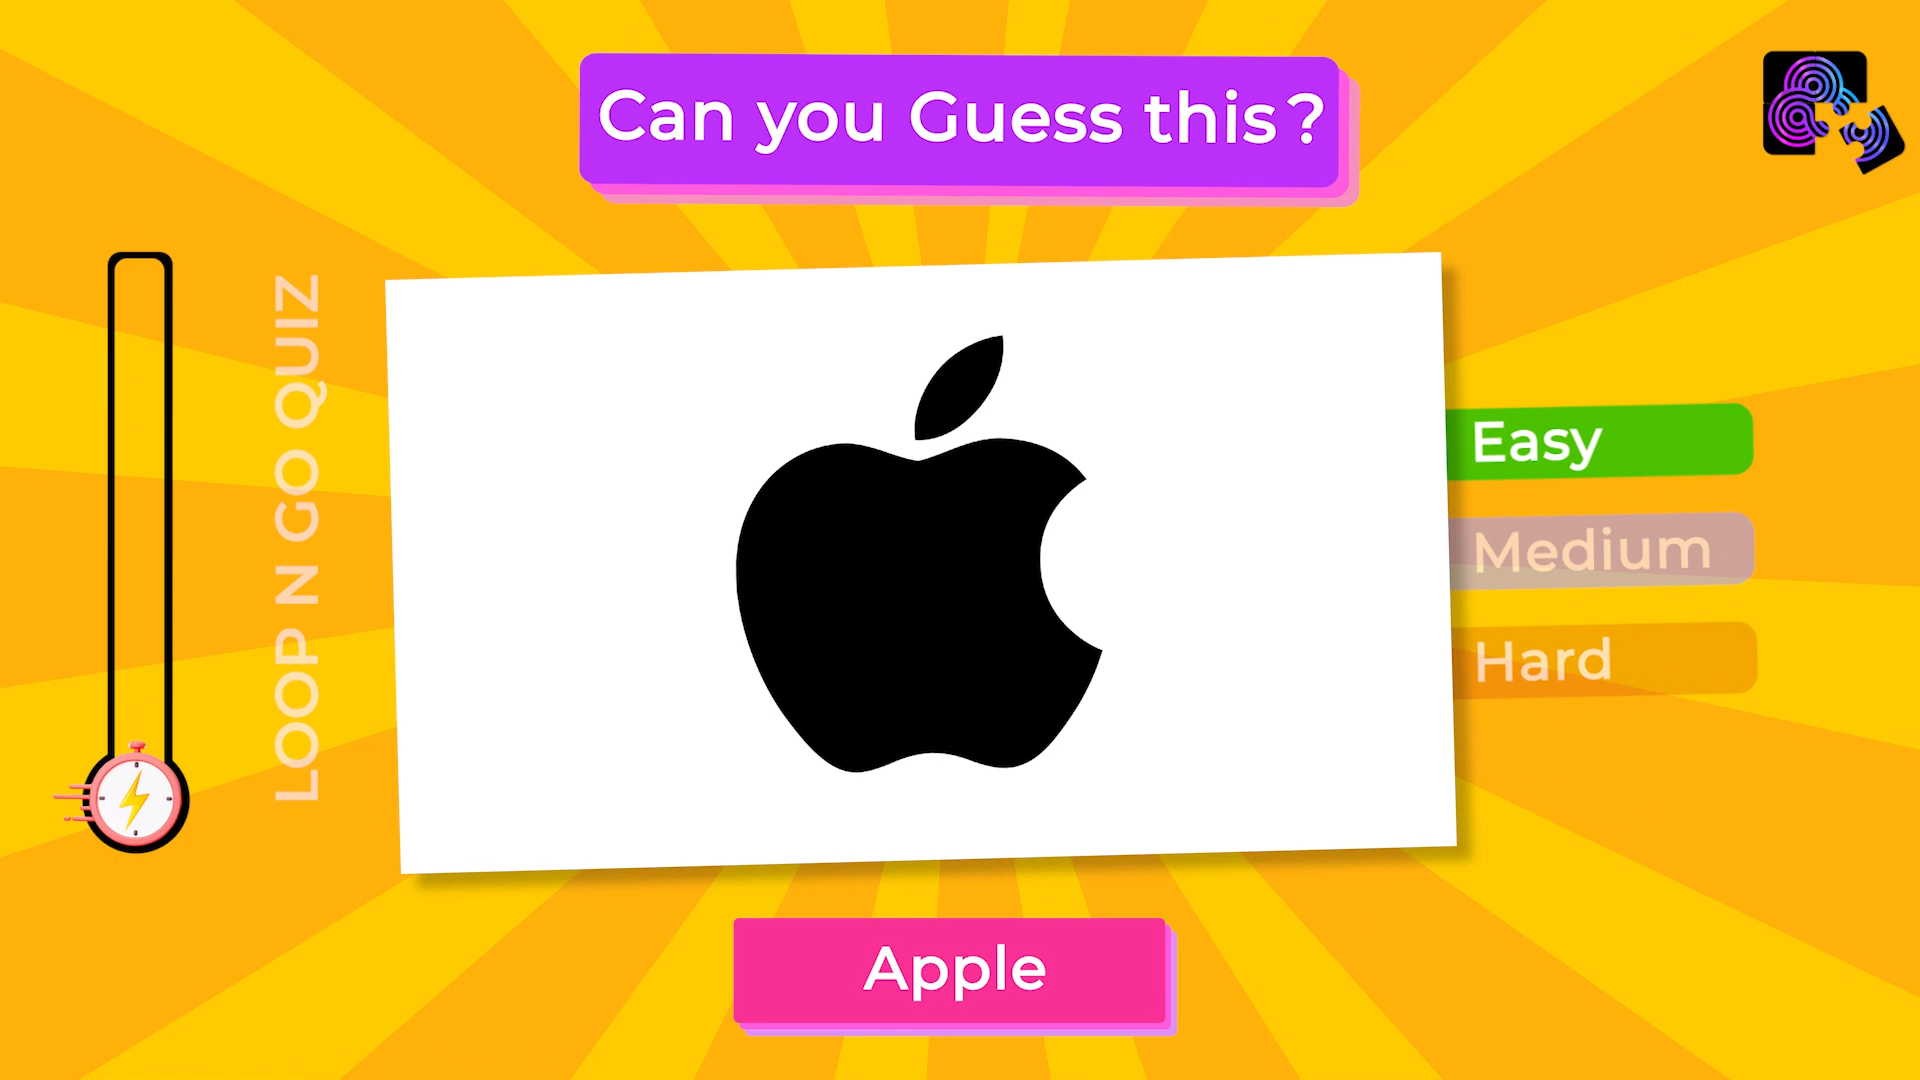 Can you Guess this?
LOOP N GO QUIZ
Easy
Medium
Hard
Apple